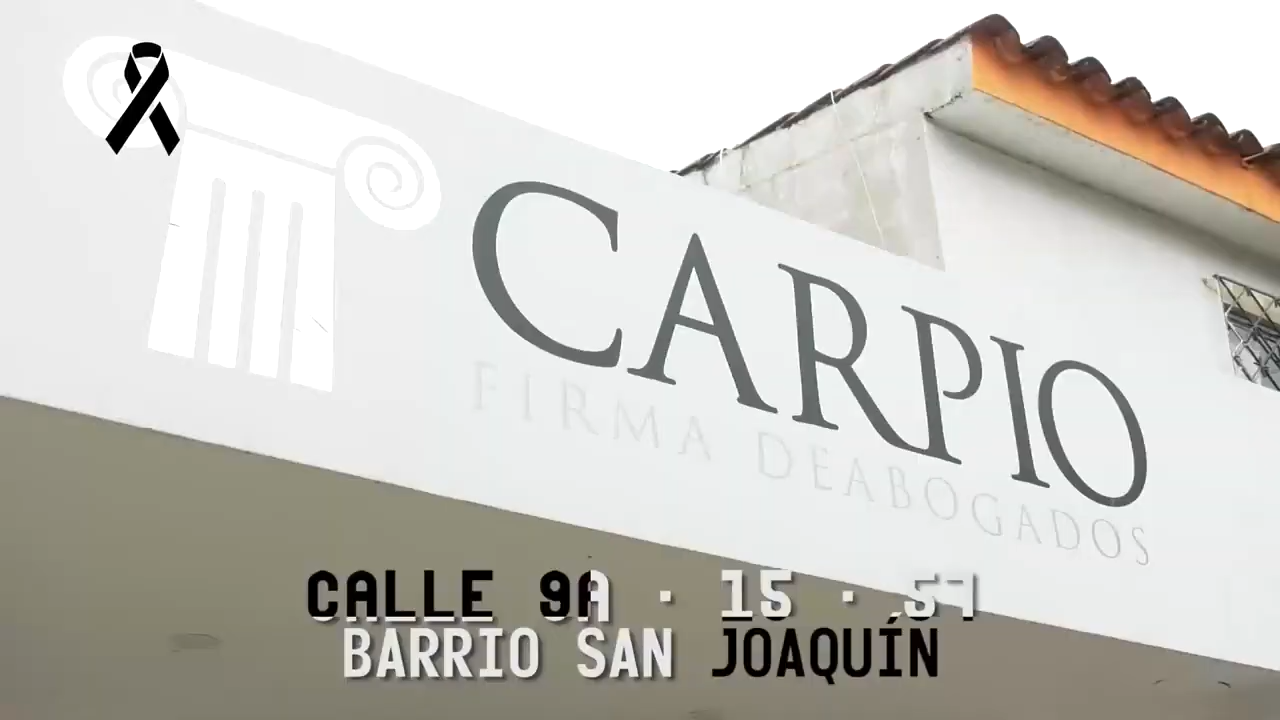 CARPIO
FIRMA DEABOGADOS
CALLE 9A · 15 · 57
BARRIO SAN JOAQUÍN